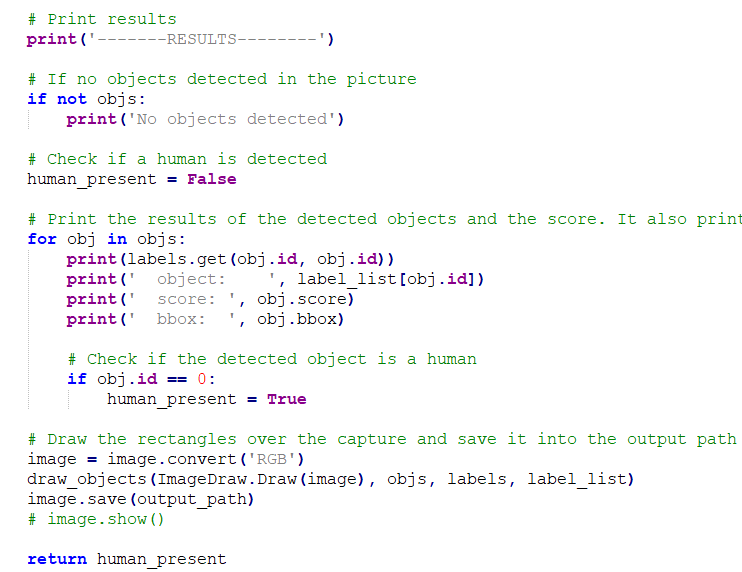 # Print results
print('-------RESULTS--------')

# If no objects detected in the picture
if not objs:
    print('No objects detected')

# Check if a human is detected
human_present = False

# Print the results of the detected objects and the score. It also print
for obj in objs:
    print(labels.get(obj.id, obj.id))
    print('  object:    ', label_list[obj.id])
    print('  score: ', obj.score)
    print('  bbox:  ', obj.bbox)

    # Check if the detected object is a human
    if obj.id == 0:
        human_present = True

# Draw the rectangles over the capture and save it into the output path
image = image.convert('RGB')
draw_objects(ImageDraw.Draw(image), objs, labels, label_list)
image.save(output_path)
# image.show()

return human_present